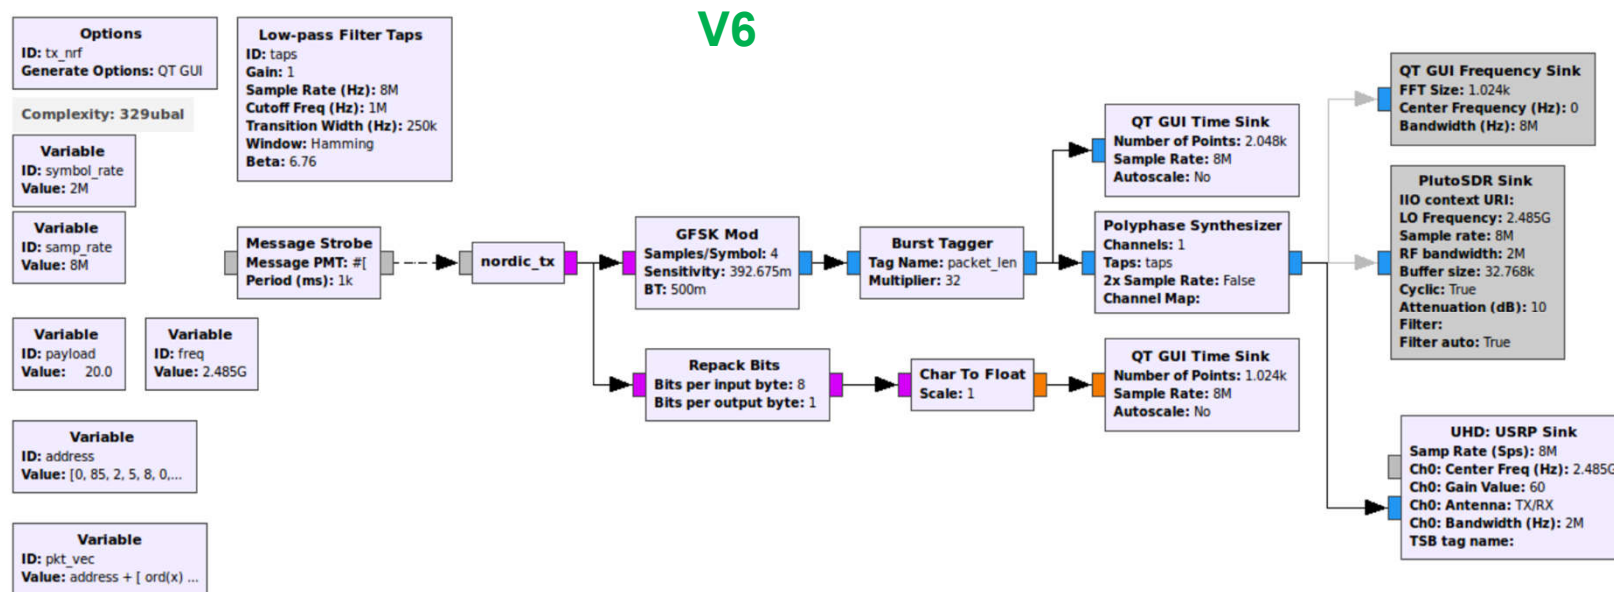 V6
Options
ID: tx_nrf
Generate Options: QT GUI
Complexity: 329ubal
Variable
ID: symbol_rate
Value: 2M
Variable
ID: samp_rate
Value: 8M
Low-pass Filter Taps
ID: taps
Gain: 1
Sample Rate (Hz): 8M
Cutoff Freq (Hz): 1M
Transition Width (Hz): 250k
Window: Hamming
Beta: 6.76
Message Strobe
Message PMT: #[
Period (ms): 1k
nordic_tx
GFSK Mod
Samples/Symbol: 4
Sensitivity: 392.675m
BT: 500m
Burst Tagger
Tag Name: packet_len
Multiplier: 32
QT GUI Time Sink
Number of Points: 2.048k
Sample Rate: 8M
Autoscale: No
Polyphase Synthesizer
Channels: 1
Taps: taps
2x Sample Rate: False
Channel Map:
QT GUI Frequency Sink
FFT Size: 1.024k
Center Frequency (Hz): 0
Bandwidth (Hz): 8M
PlutoSDR Sink
IIO context URI:
LO Frequency: 2.485G
Sample rate: 8M
RF bandwidth: 2M
Buffer size: 32.768k
Cyclic: True
Attenuation (dB): 10
Filter:
Filter auto: True
Variable
ID: payload
Value: 20.0
Variable
ID: freq
Value: 2.485G
Repack Bits
Bits per input byte: 8
Bits per output byte: 1
Char To Float
Scale: 1
QT GUI Time Sink
Number of Points: 1.024k
Sample Rate: 8M
Autoscale: No
UHD: USRP Sink
Samp Rate (Sps): 8M
Ch0: Center Freq (Hz): 2.485G
Ch0: Gain Value: 60
Ch0: Antenna: TX/RX
Ch0: Bandwidth (Hz): 2M
TSB tag name:
Variable
ID: address
Value: [0, 85, 2, 5, 8, 0,...
Variable
ID: pkt_vec
Value: address + [ ord(x) ...